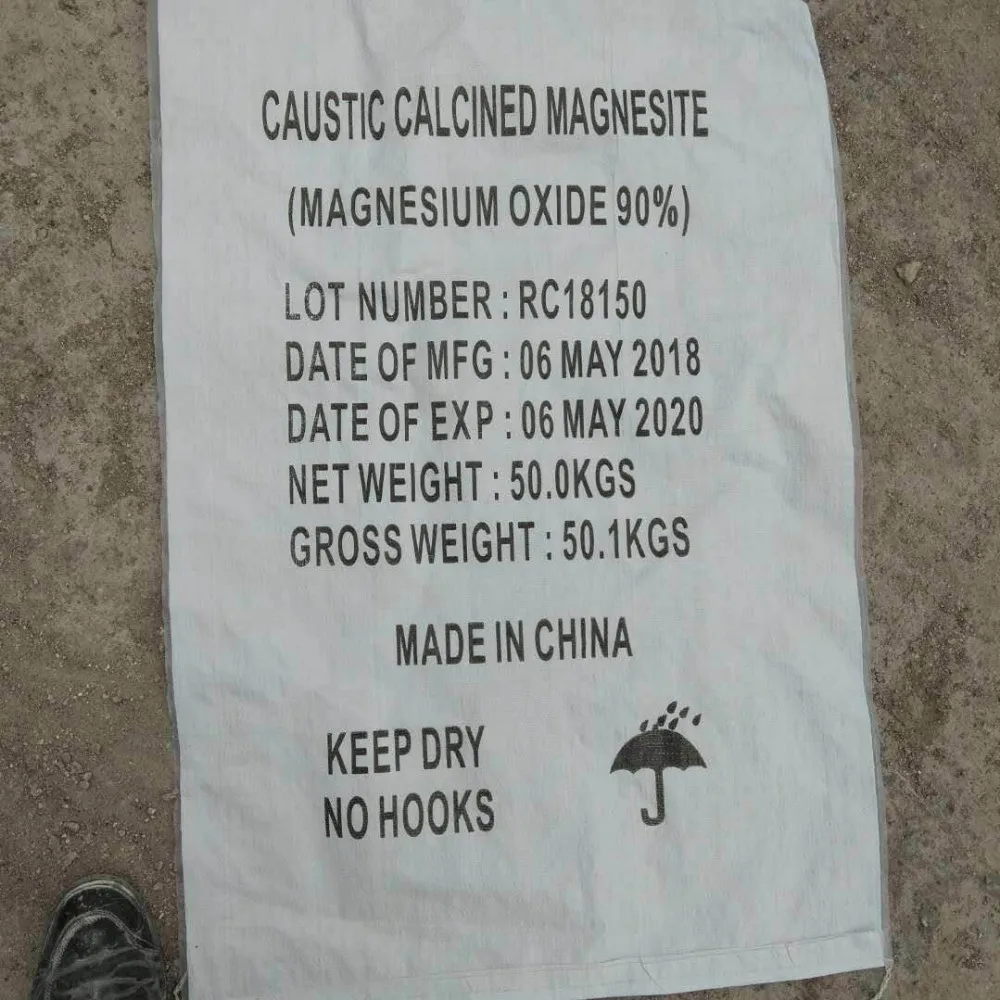 CAUSTIC CALCINED MAGNESITE
(MAGNESIUM OXIDE 90%)
LOT NUMBER : RC18150
DATE OF MFG : 06 MAY 2018
DATE OF EXP : 06 MAY 2020
NET WEIGHT : 50.0KGS
GROSS WEIGHT : 50.1KGS
MADE IN CHINA
KEEP DRY
NO HOOKS